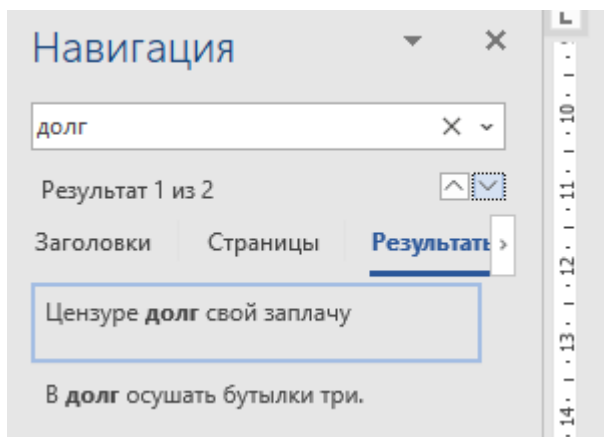 Навигация
долг
Результат 1 из 2
Заголовки Страницы Результать
Цензуре долг свой заплачу
В долг осушать бутылки три.
L
10
11
12
13
14